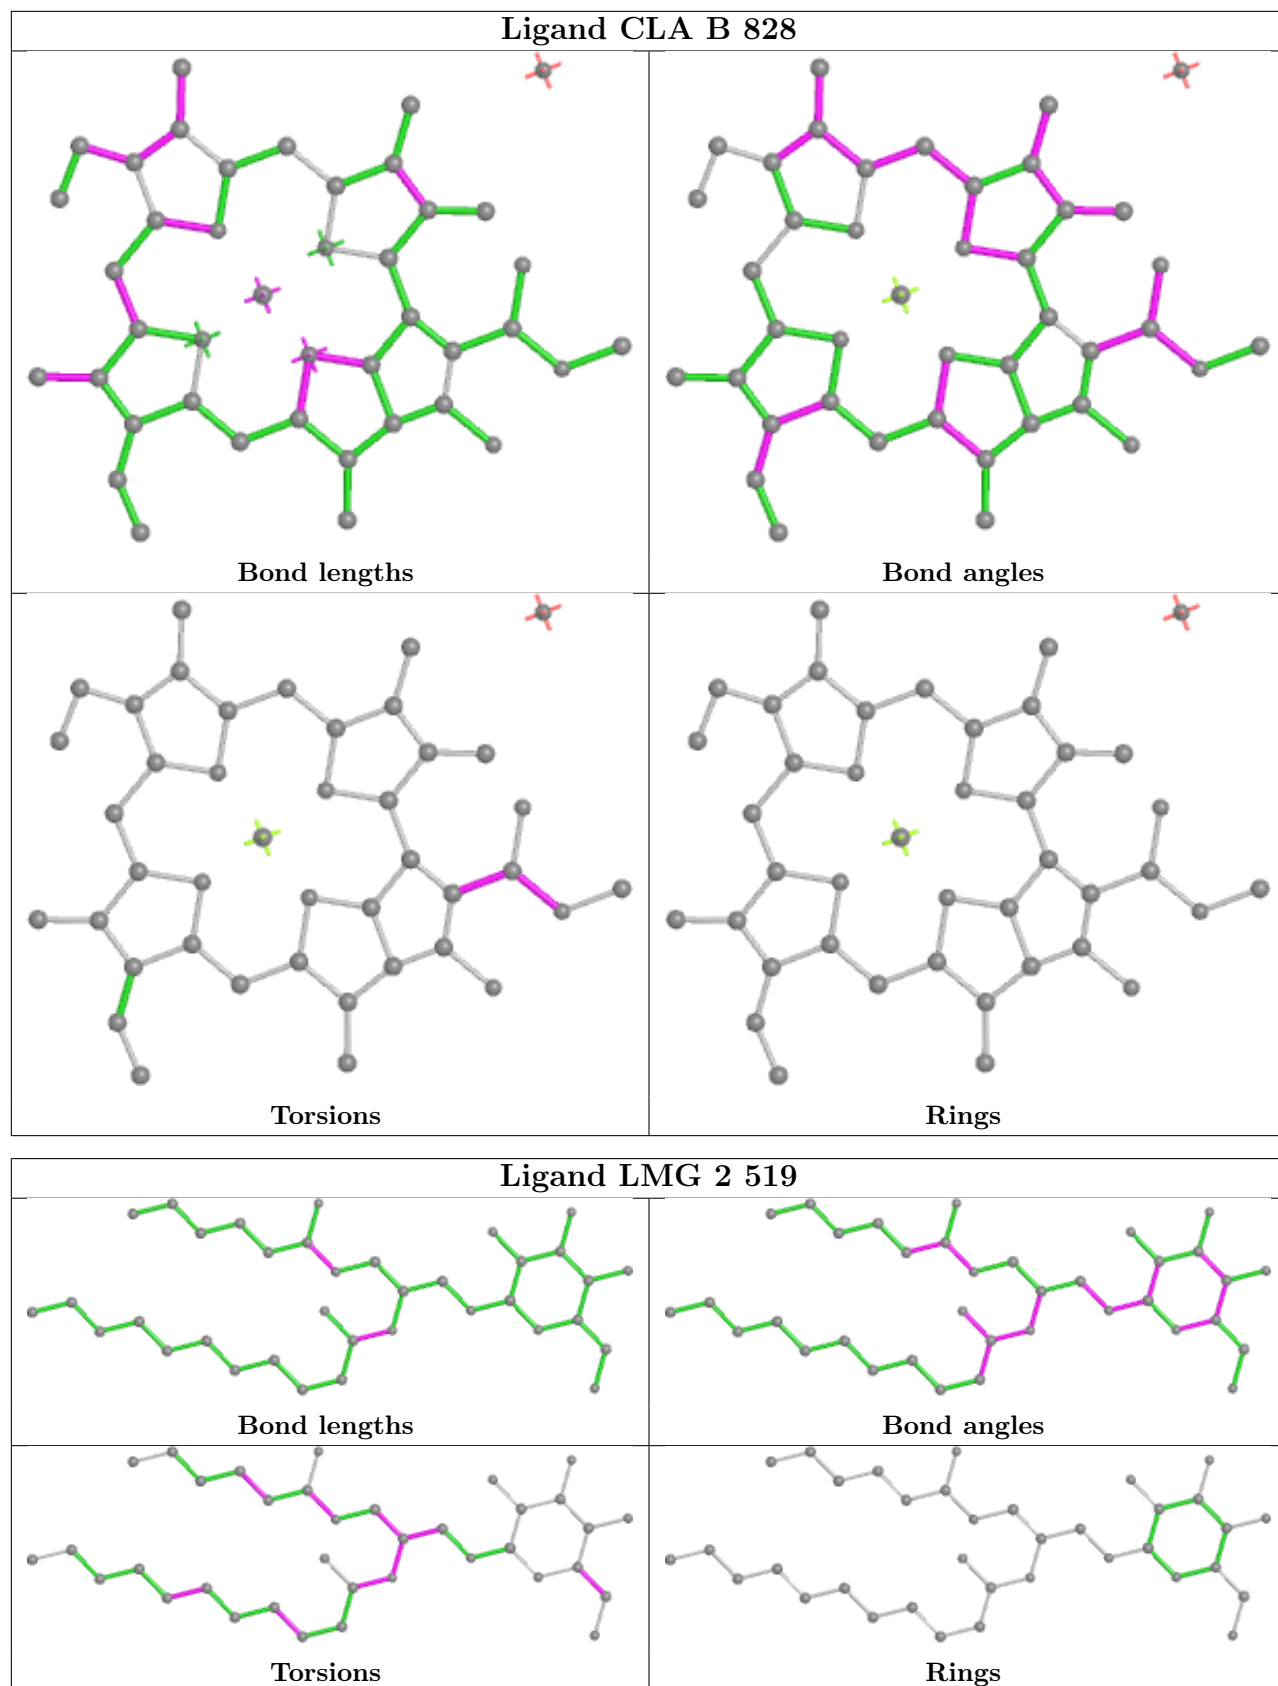 Ligand CLA B 828
Bond lengths
Bond angles
Torsions
Rings
Ligand LMG 2 519
Bond lengths
Bond angles
Torsions
Rings